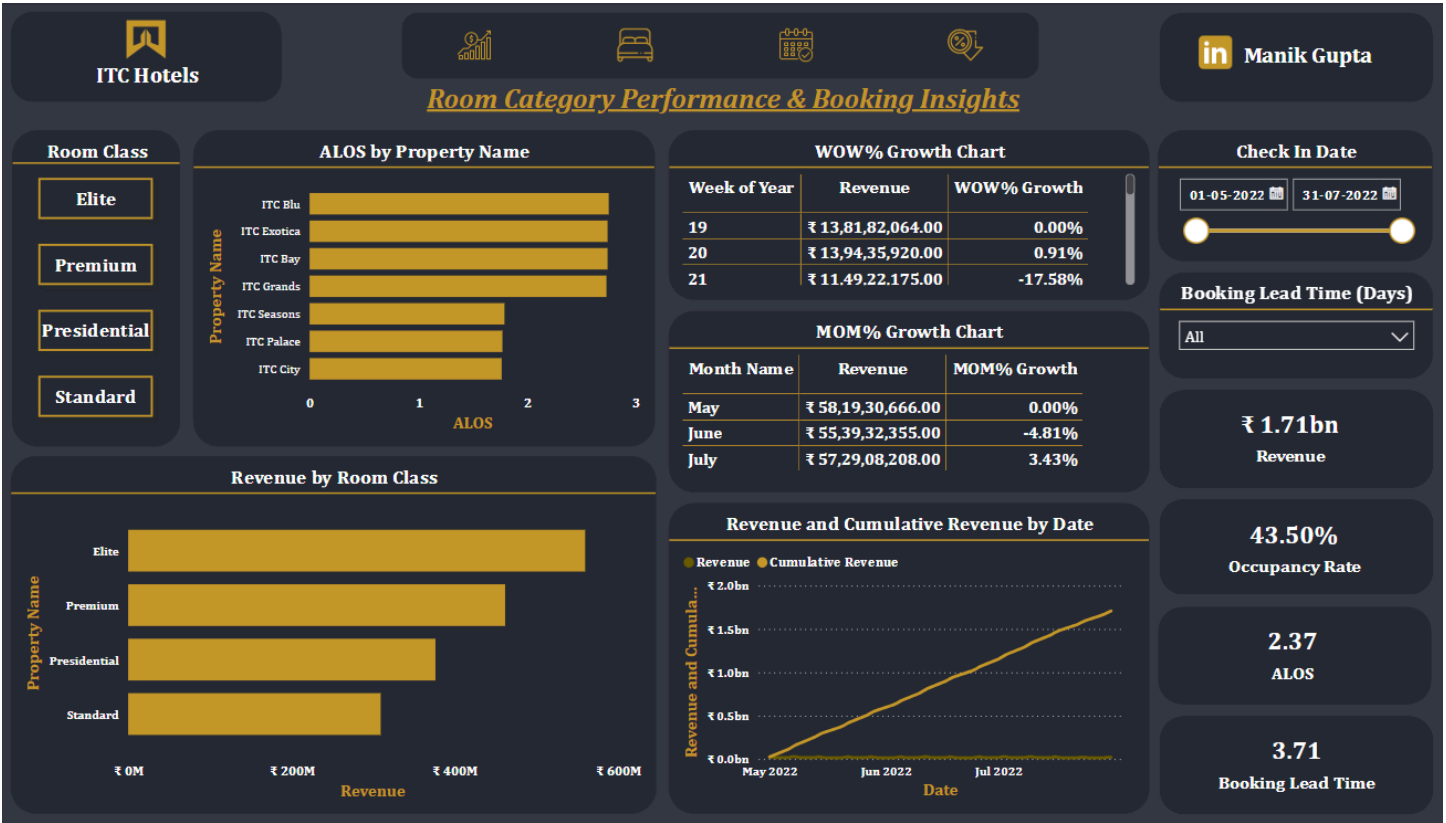 ITC Hotels
in Manik Gupta
Room Category Performance & Booking Insights
Room Class
Elite
Premium
Presidential
Standard
ALOS by Property Name
Property Name
ITC Blu
ITC Exotica
ITC Bay
ITC Grands
ITC Seasons
ITC Palace
ITC City
0 1 2 3
ALOS
WOW% Growth Chart
Week of Year Revenue WOW% Growth
19 ₹ 13,81,82,064.00 0.00%
20 ₹ 13,94,35,920.00 0.91%
21 ₹ 11,49,22,175.00 -17.58%
MOM% Growth Chart
Month Name Revenue MOM% Growth
May ₹ 58,19,30,666.00 0.00%
June ₹ 55,39,32,355.00 -4.81%
July ₹ 57,29,08,208.00 3.43%
Check In Date
01-05-2022 31-07-2022
Booking Lead Time (Days)
All
₹ 1.71bn
Revenue
43.50%
Occupancy Rate
2.37
ALOS
3.71
Booking Lead Time
Revenue by Room Class
Property Name
Elite
Premium
Presidential
Standard
₹ 0M ₹ 200M ₹ 400M ₹ 600M
Revenue
Revenue and Cumulative Revenue by Date
Revenue Cumulative Revenue
Revenue and Cumula...
₹ 2.0bn
₹ 1.5bn
₹ 1.0bn
₹ 0.5bn
₹ 0.0bn
May 2022 Jun 2022 Jul 2022
Date